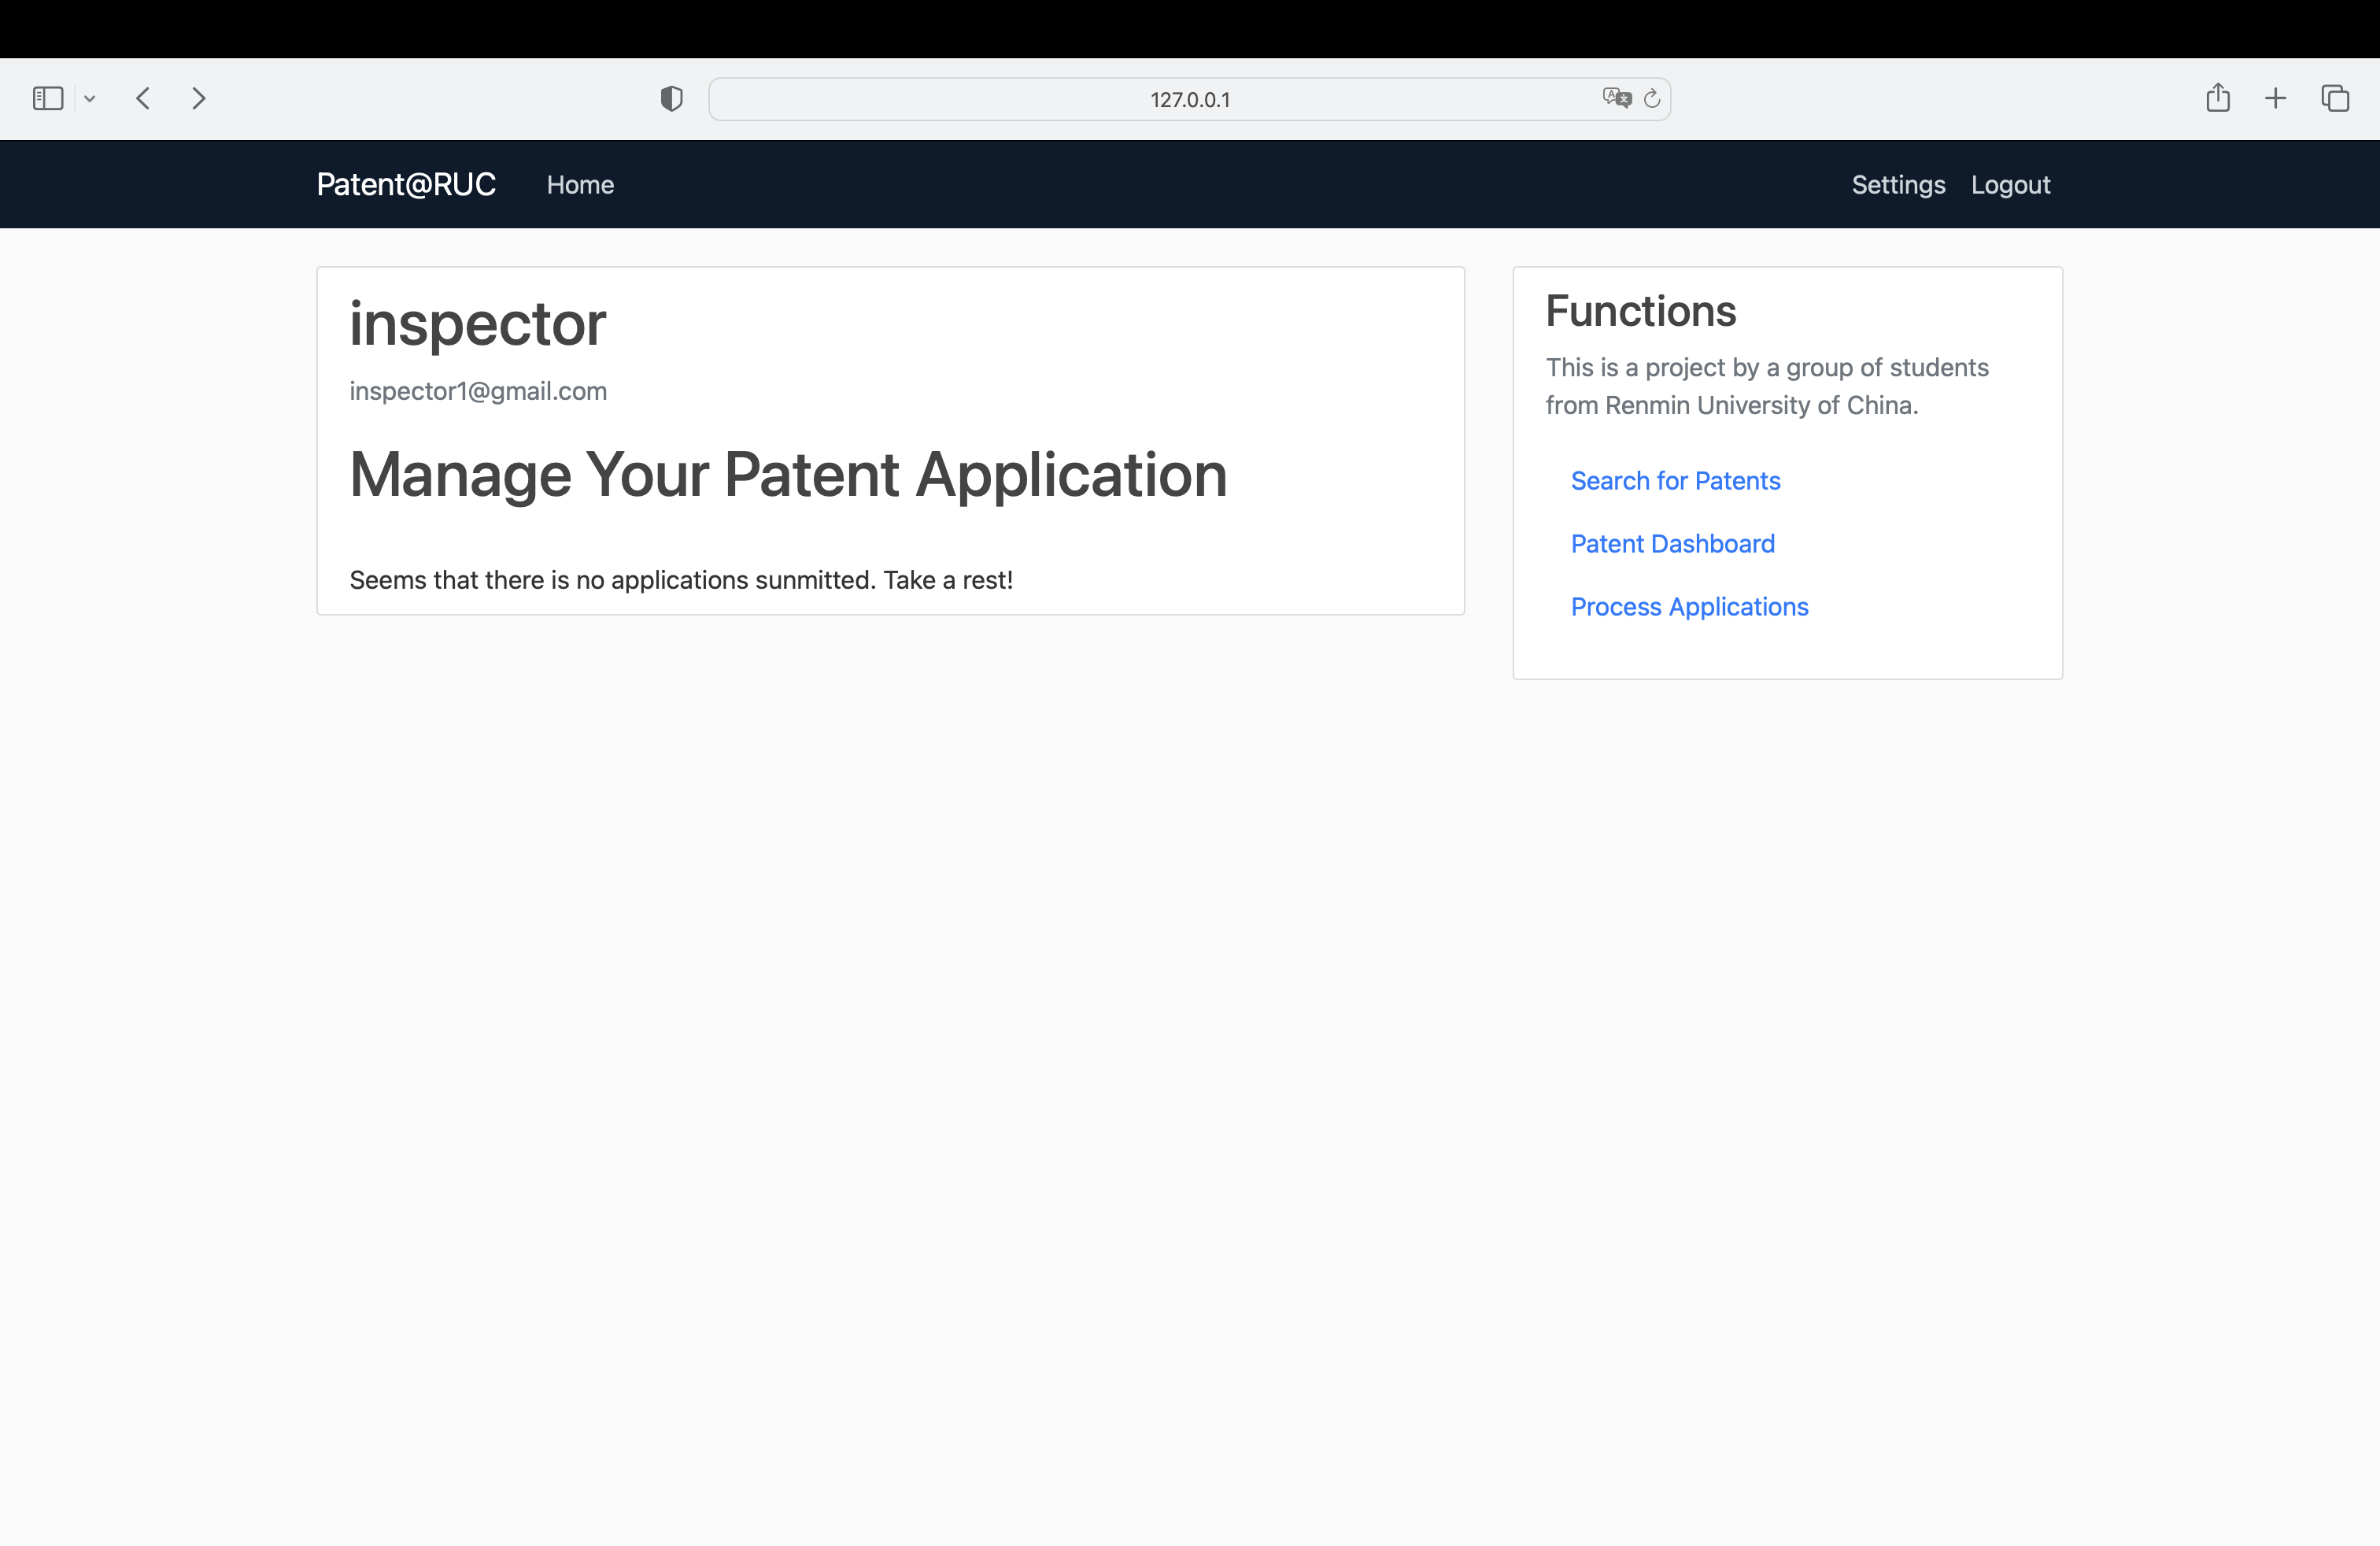 127.0.0.1
Patent@RUC Home Settings Logout
inspector
inspector1@gmail.com
Manage Your Patent Application
Seems that there is no applications sunmitted. Take a rest!
Functions
This is a project by a group of students
from Renmin University of China.
Search for Patents
Patent Dashboard
Process Applications